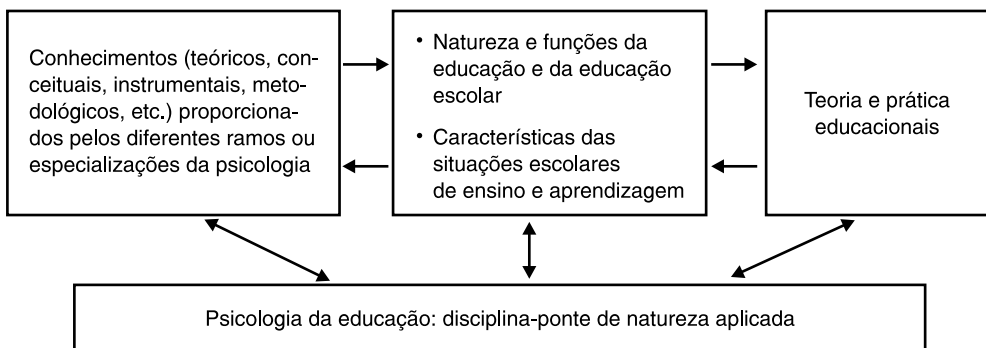 Conhecimentos (teóricos, con-
ceituais, instrumentais, meto-
dológicos, etc.) proporciona-
dos pelos diferentes ramos ou
especializações da psicologia
• Natureza e funções da
educação e da educação
escolar
• Características das
situações escolares
de ensino e aprendizagem
Teoria e prática
educacionais
Psicologia da educação: disciplina-ponte de natureza aplicada